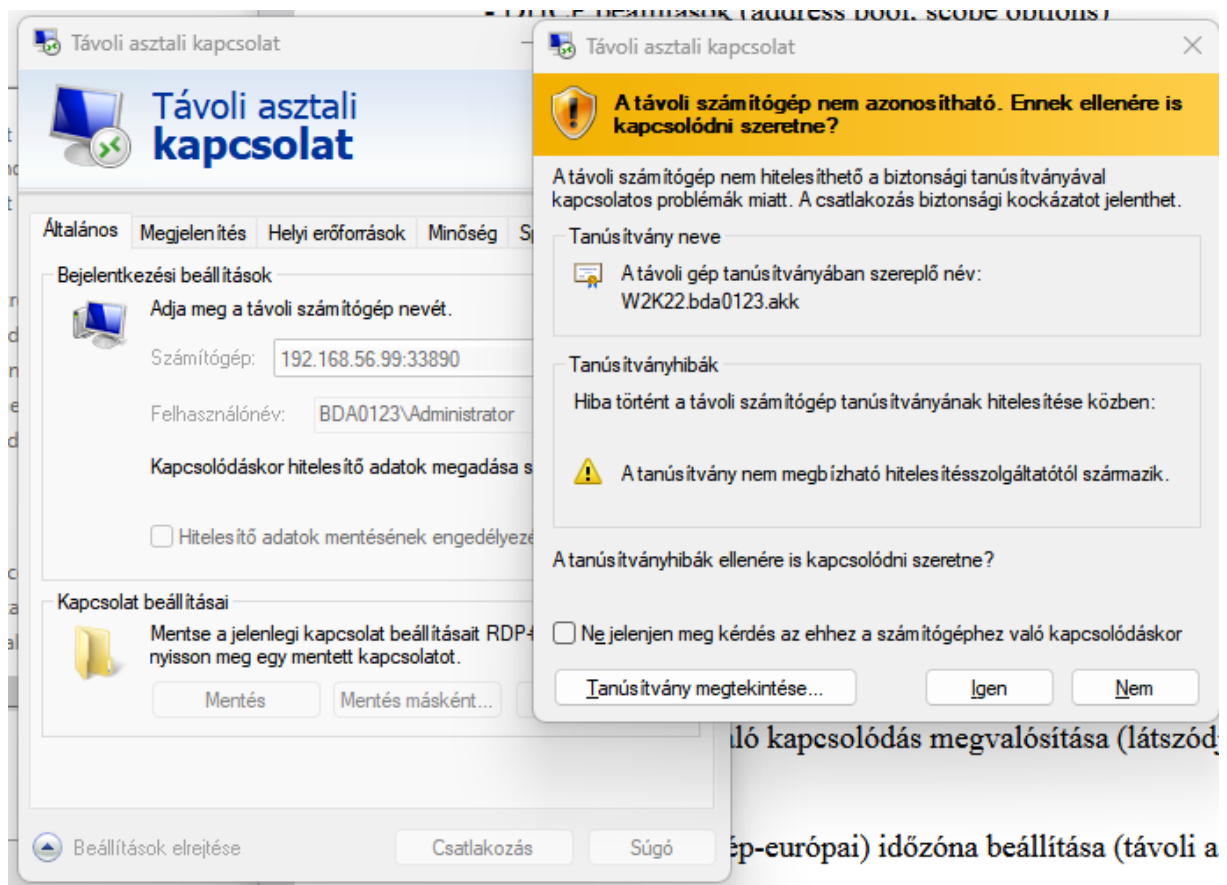 - DHCP beállítások (address pool, scope options)
Távoli asztali kapcsolat
Távoli asztali
kapcsolat
Általános Megjelenítés Helyi erőforrások Minőség
Bejelentkezési beállítások
Adja meg a távoli számítógép nevét.
Számítógép: 192.168.56.99:33890
Felhasználónév: BDA0123\Administrator
Kapcsolódáskor hitelesítő adatok megadása
Hitelesítő adatok mentésének
Kapcsolat beállításai
Mentse a jelenlegi kapcsolat beállításait
nyisson meg egy mentett kapcsolatot.
Mentés Mentés másként...
Beállítások elrejtése Csatlakozás Súgó
Távoli asztali kapcsolat
A távoli számítógép nem azonosítható. Ennek ellenére is
kapcsolódni szeretne?
A távoli számítógép nem hitelesíthető a biztonsági tanúsítványával
kapcsolatos problémák miatt. A csatlakozás biztonsági kockázatot jelenthet.
Tanúsítvány neve
A távoli gép tanúsítványában szereplő név:
W2K22.bda0123.akk
Tanúsítványhibák
Hiba történt a távoli számítógép tanúsítványának hitelesítése közben:
A tanúsítvány nem megbízható hitelesítésszolgáltatótól származik.
A tanúsítványhibák ellenére is kapcsolódni szeretne?
Ne jelenjen meg kérdés az ehhez a számítógéphez való kapcsolódáskor
Tanúsítvány megtekintése... Igen Nem
kapcsolódás megvalósítása
időzóna beállítása (távoli